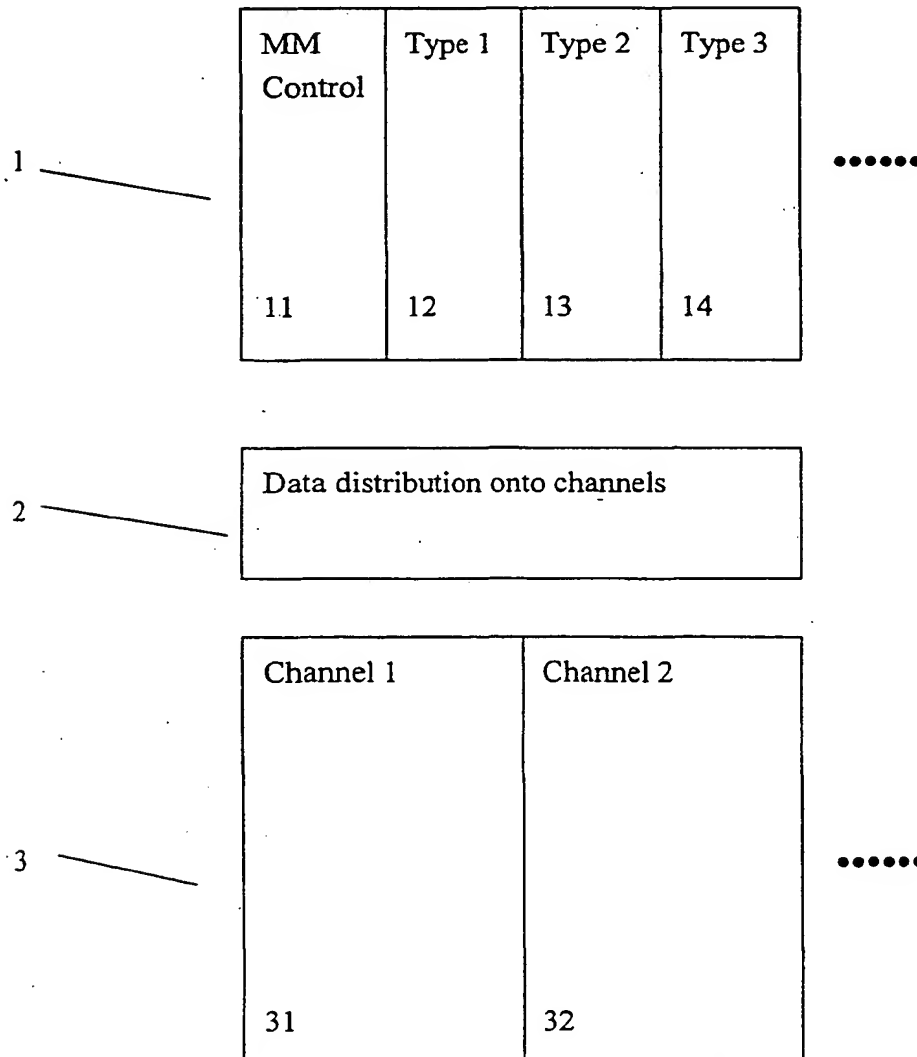 MM Control
Type 1
Type 2
Type 3
1
11
12
13
14
Data distribution onto channels
2
Channel 1
Channel 2
3
31
32